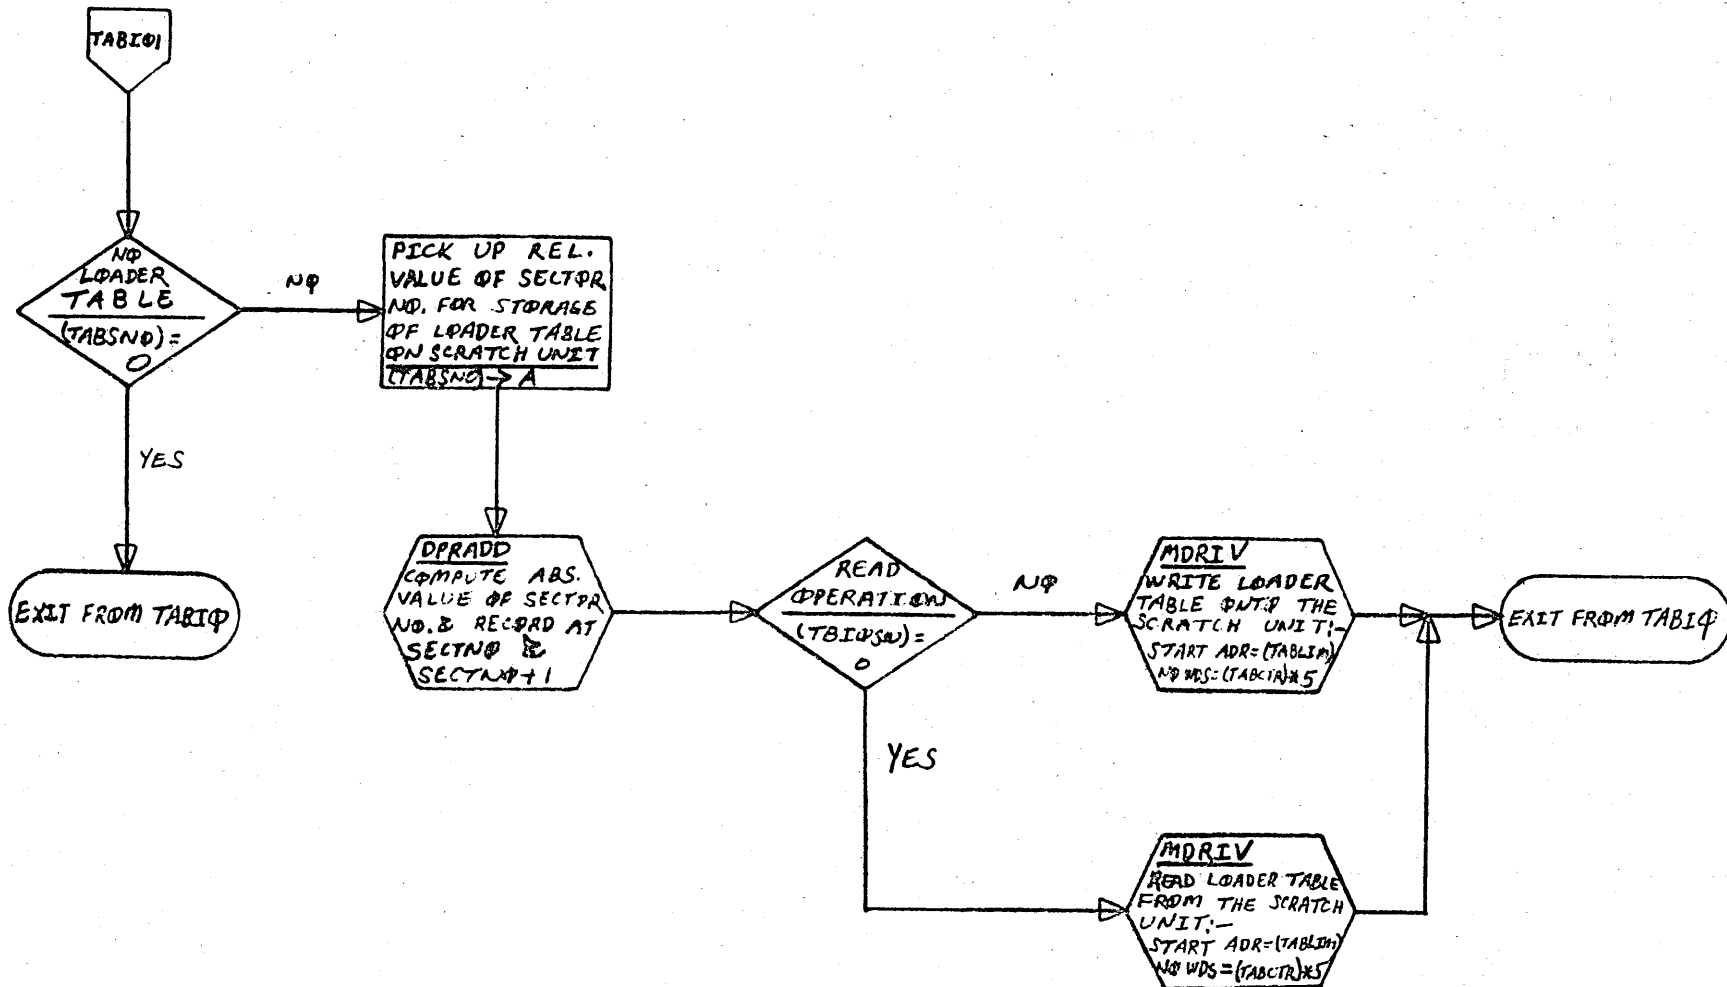 TABIΦ1
NΦ
LΦADER
TABLE
(TABSNΦ)=
0
NΦ
YES
EXIT FRΦM TABIΦ
PICK UP REL.
VALUE ΦF SECTΦR
NΦ. FΦR STΦRAGE
ΦF LΦADER TABLE
ΦN SCRATCH UNIT
(TABSNΦ)→ A
DPRADD
CΦMPUTE ABS.
VALUE ΦF SECTΦR
NΦ. & RECΦRD AT
SECTNΦ &
SECTNΦ+1
READ
ΦPERATIΦN
(TBIΦSW)=
0
NΦ
YES
MDRIV
WRITE LΦADER
TABLE ΦNTΦ THE
SCRATCH UNIT:-
START ADR=(TABLIM)
NΦ WDS=(TABCTR)*5
EXIT FRΦM TABIΦ
MDRIV
READ LΦADER TABLE
FRΦM THE SCRATCH
UNIT:-
START ADR=(TABLIM)
NΦ WDS=(TABCTR)*5